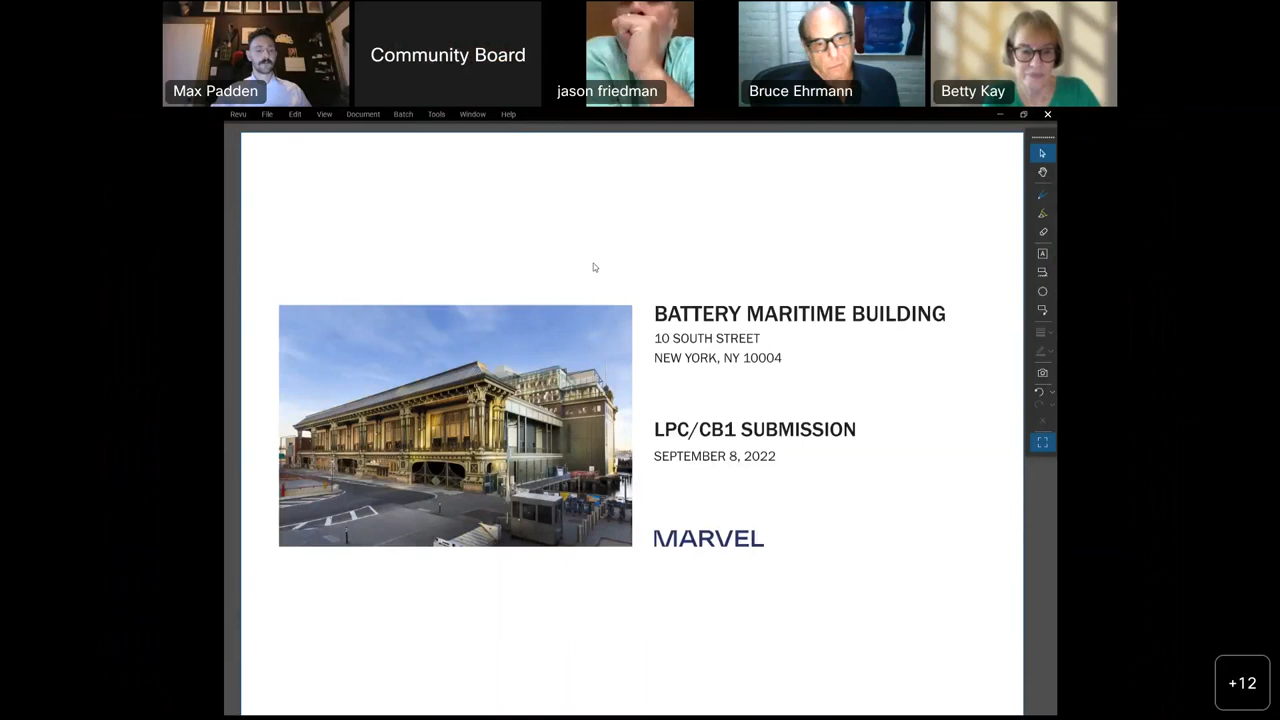 Community Board
Max Padden
jason friedman
Bruce Ehrmann
Betty Kay
Revu File Edit View Document Batch Tools Window Help
BATTERY MARITIME BUILDING
10 SOUTH STREET
NEW YORK, NY 10004
LPC/CB1 SUBMISSION
SEPTEMBER 8, 2022
MARVEL
+12